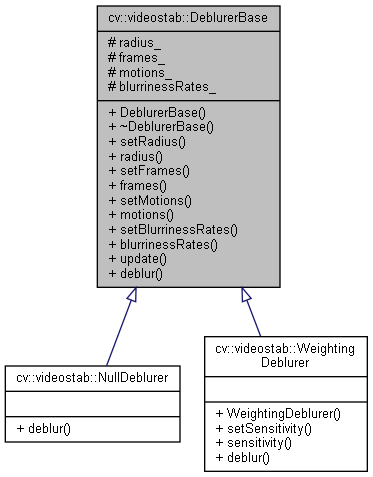 cv::videostab::DeblurerBase
# radius_
# frames_
# motions_
# blurrinessRates_
+ DeblurerBase()
+ ~DeblurerBase()
+ setRadius()
+ radius()
+ setFrames()
+ frames()
+ setMotions()
+ motions()
+ setBlurrinessRates()
+ blurrinessRates()
+ update()
+ deblur()
cv::videostab::NullDeblurer
+ deblur()
cv::videostab::Weighting
Deblurer
+ WeightingDeblurer()
+ setSensitivity()
+ sensitivity()
+ deblur()